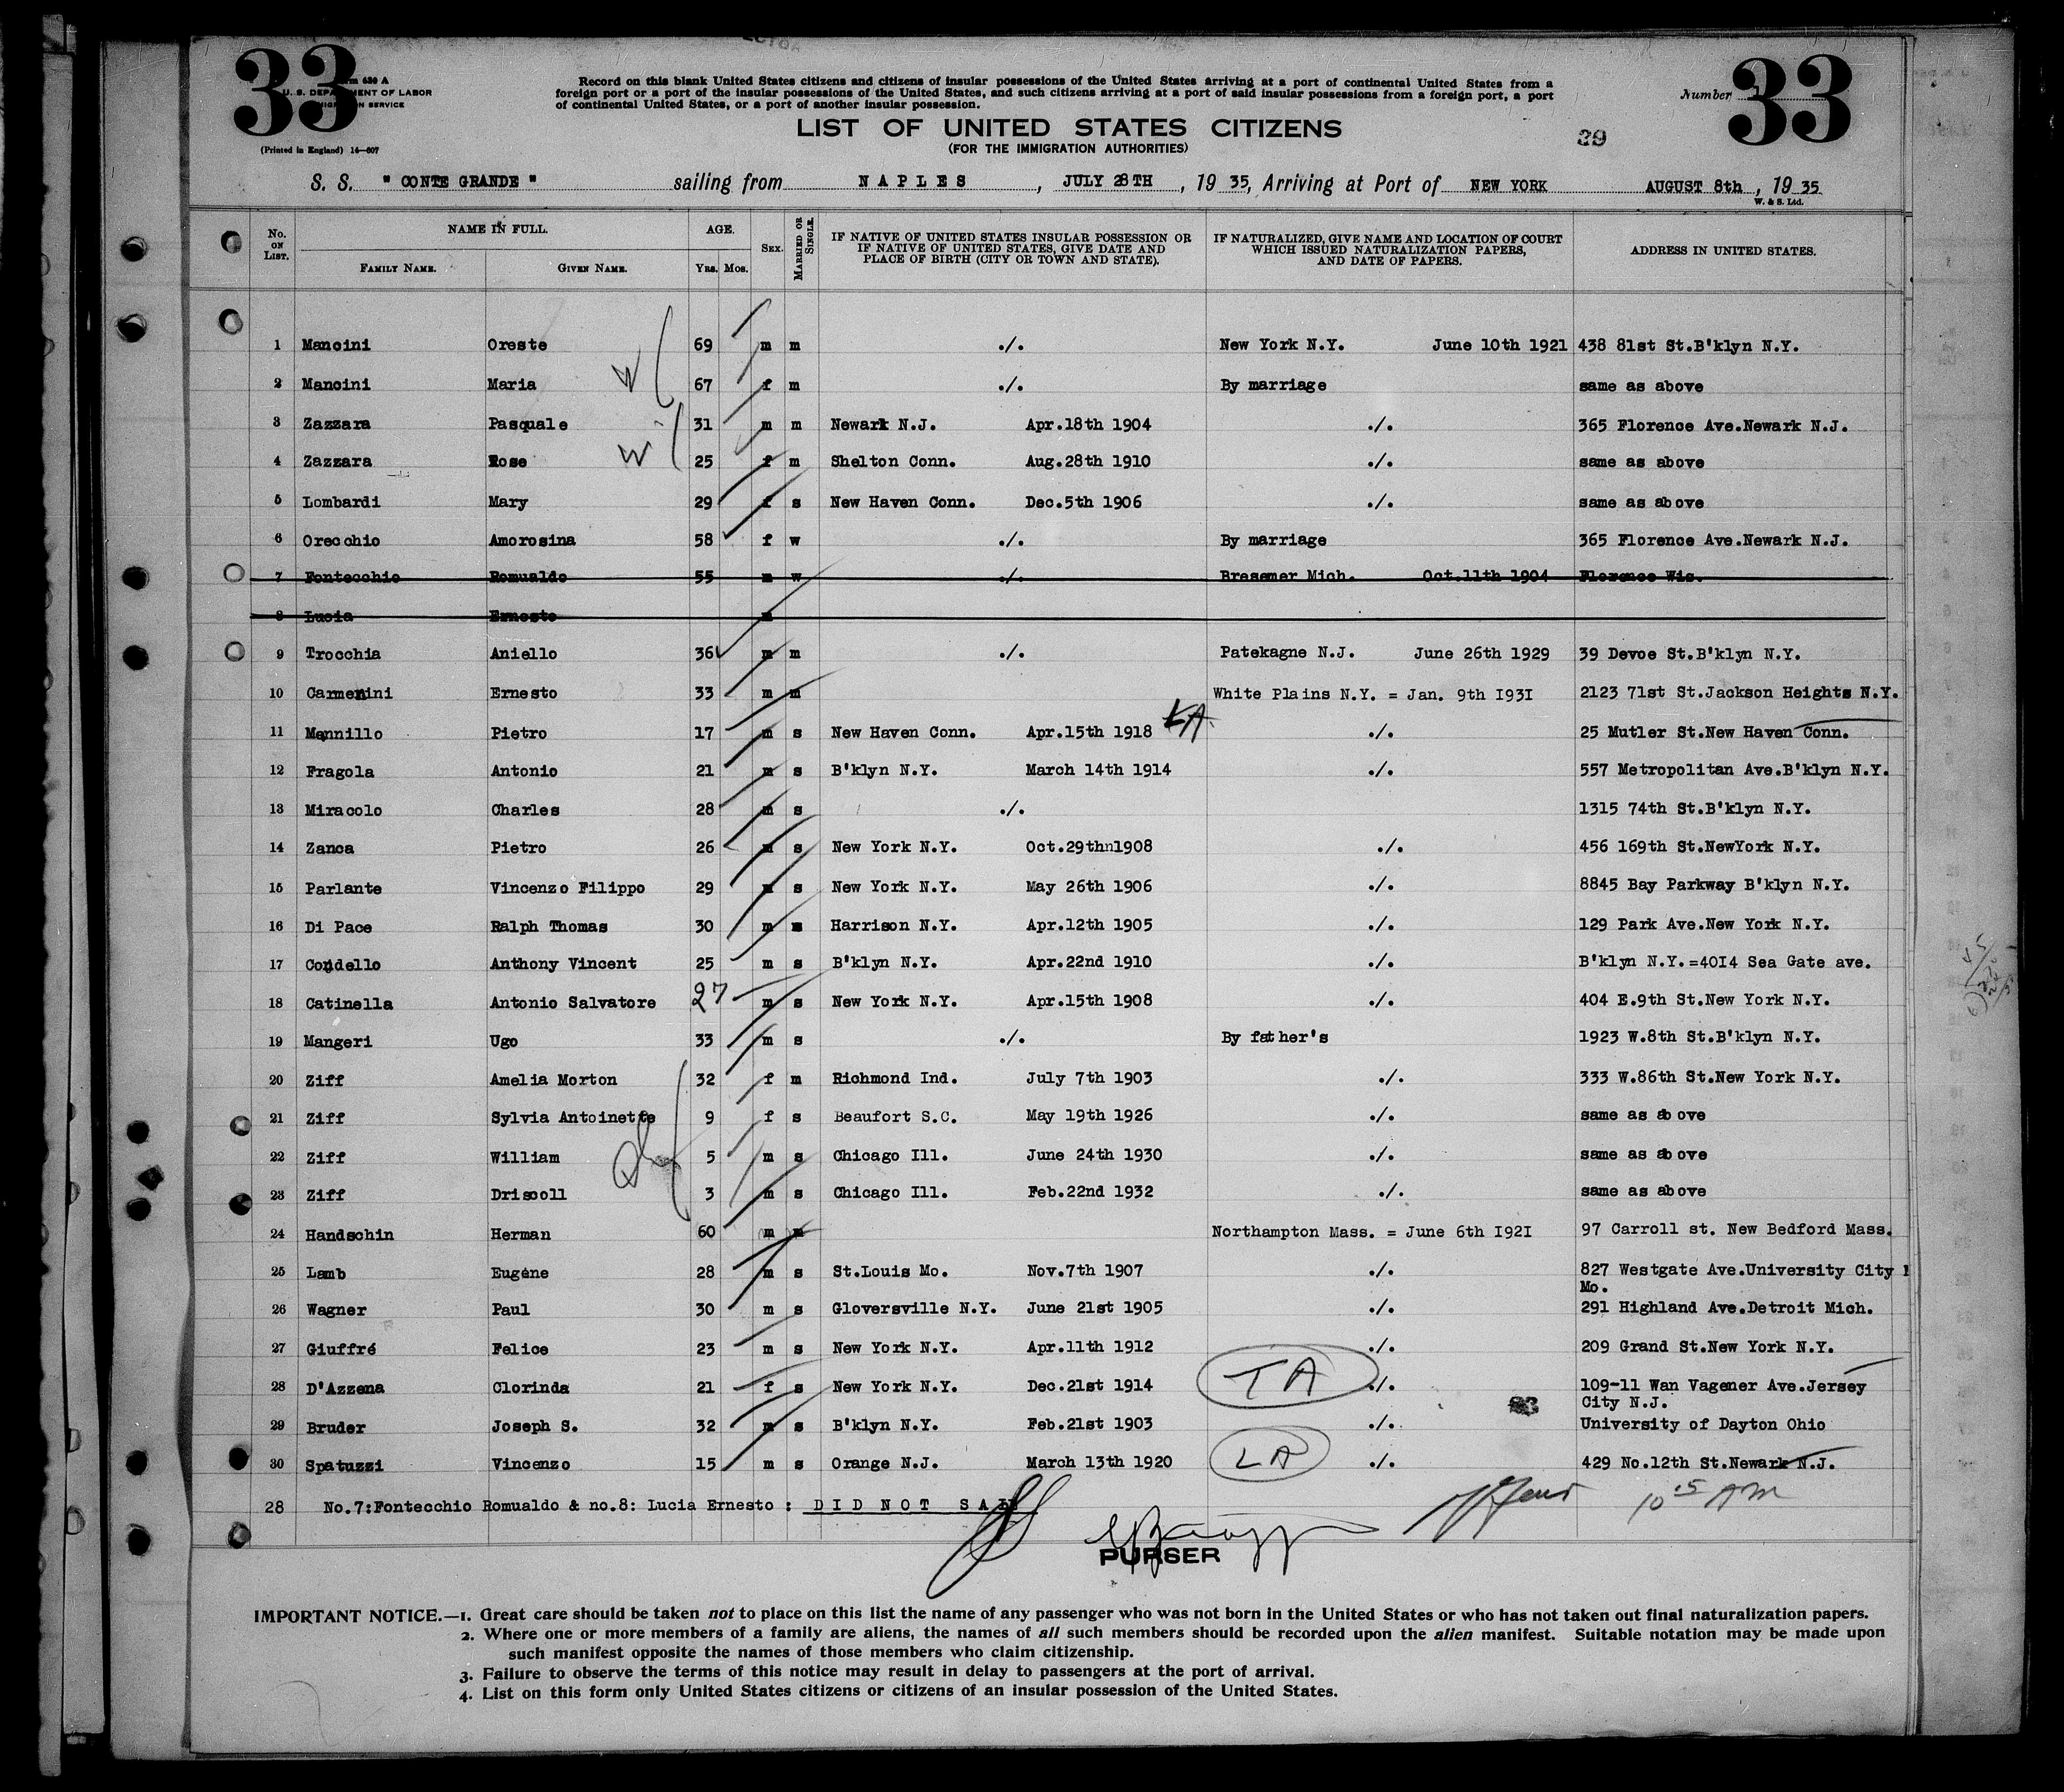 33
33
Form 630 A
U. S. DEPARTMENT OF LABOR
IMMIGRATION SERVICE
(Printed in England) 14—607
Record on this blank United States citizens and citizens of insular possessions of the United States arriving at a port of continental United States from a
foreign port or a port of the insular possessions of the United States, and such citizens arriving at a port of said insular possessions from a foreign port, a port
of continental United States, or a port of another insular possession.
Number
LIST OF UNITED STATES CITIZENS
(FOR THE IMMIGRATION AUTHORITIES)
39
S. S. " CONTE GRANDE " sailing from NAPLES, JULY 28TH, 19 35, Arriving at Port of NEW YORK AUGUST 8th, 19 35
W. & S. Ltd.
No. ON LIST. NAME IN FULL. FAMILY NAME. GIVEN NAME. AGE. YRS. MOS. SEX. MARRIED OR SINGLE. IF NATIVE OF UNITED STATES INSULAR POSSESSION OR IF NATIVE OF UNITED STATES, GIVE DATE AND PLACE OF BIRTH (CITY OR TOWN AND STATE). IF NATURALIZED, GIVE NAME AND LOCATION OF COURT WHICH ISSUED NATURALIZATION PAPERS, AND DATE OF PAPERS. ADDRESS IN UNITED STATES.
1 Mancini Oreste 69 m m ./. New York N.Y. June 10th 1921 438 81st St.B'klyn N.Y.
2 Mancini Maria W 67 f m ./. By marriage same as above
3 Zazzara Pasquale 31 m m Newark N.J. Apr.18th 1904 ./. 365 Florence Ave.Newark N.J.
4 Zazzara Rose W 25 f m Shelton Conn. Aug.28th 1910 ./. same as above
5 Lombardi Mary 29 f s New Haven Conn. Dec.5th 1906 ./. same as above
6 Orecchio Amorosina 58 f w ./. By marriage 365 Florence Ave.Newark N.J.
7 Fontecchio Romualdo 55 m w ./. Bresemer Mich. Oct.11th 1904 Florence Wis.
8 Lucia Ernesto m
9 Trocchia Aniello 36 m m ./. Patekagne N.J. June 26th 1929 39 Devoe St.B'klyn N.Y.
10 Carmenini Ernesto 33 m m White Plains N.Y. = Jan. 9th I93I 2123 71st St.Jackson Heights N.Y.
11 Mennillo Pietro 17 m s New Haven Conn. Apr.15th 1918 LA ./. 25 Mutler St.New Haven Conn.
12 Fragola Antonio 21 m s B'klyn N.Y. March 14th 1914 ./. 557 Metropolitan Ave.B'klyn N.Y.
13 Miracolo Charles 28 m s ./. 1315 74th St.B'klyn N.Y.
14 Zanca Pietro 26 m s New York N.Y. Oct.29thn1908 ./. 456 169th St.NewYork N.Y.
15 Parlante Vincenzo Filippo 29 m s New York N.Y. May 26th 1906 ./. 8845 Bay Parkway B'klyn N.Y.
16 Di Pace Ralph Thomas 30 m m Harrison N.Y. Apr.12th 1905 ./. 129 Park Ave.New York N.Y.
17 Condello Anthony Vincent 25 m s B'klyn N.Y. Apr.22nd 1910 ./. B'klyn N.Y.=40I4 Sea Gate ave.
18 Catinella Antonio Salvatore 27 m s New York N.Y. Apr.15th 1908 ./. 404 E.9th St.New York N.Y.
19 Mangeri Ugo 33 m s ./. By father's 1923 W.8th St.B'klyn N.Y.
20 Ziff Amelia Morton 32 f m Richmond Ind. July 7th 1903 ./. 333 W.86th St.New York N.Y.
21 Ziff Sylvia Antoinette 9 f s Beaufort S.C. May 19th 1926 ./. same as above
22 Ziff William 5 m s Chicago Ill. June 24th 1930 ./. same as above
23 Ziff Driscoll 3 m s Chicago Ill. Feb.22nd 1932 ./. same as above
24 Handschin Herman 60 m m Northampton Mass. = June 6th I92I 97 Carroll st. New Bedford Mass.
25 Lamb Eugene 28 m s St.Louis Mo. Nov.7th 1907 ./. 827 Westgate Ave.University City
Mo.
26 Wagner Paul 30 m s Gloversville N.Y. June 21st 1905 ./. 291 Highland Ave.Detroit Mich.
27 Giuffré Felice 23 m s New York N.Y. Apr.11th 1912 ./. 209 Grand St.New York N.Y.
28 D'Azzena Clorinda 21 f s New York N.Y. Dec.21st 1914 TA ./. 109-11 Wan Vagener Ave.Jersey
City N.J.
29 Bruder Joseph S. 32 m s B'klyn N.Y. Feb.21st 1903 ./. University of Dayton Ohio
30 Spatuzzi Vincenzo 15 m s Orange N.J. March 13th 1920 LA ./. 429 No.12th St.Newark N.J.
28 No.7:Fontecchio Romualdo & no.8: Lucia Ernesto : DID NOT SAIL
10 15 AM
PURSER
IMPORTANT NOTICE.—1. Great care should be taken not to place on this list the name of any passenger who was not born in the United States or who has not taken out final naturalization papers.
2. Where one or more members of a family are aliens, the names of all such members should be recorded upon the alien manifest. Suitable notation may be made upon
such manifest opposite the names of those members who claim citizenship.
3. Failure to observe the terms of this notice may result in delay to passengers at the port of arrival.
4. List on this form only United States citizens or citizens of an insular possession of the United States.